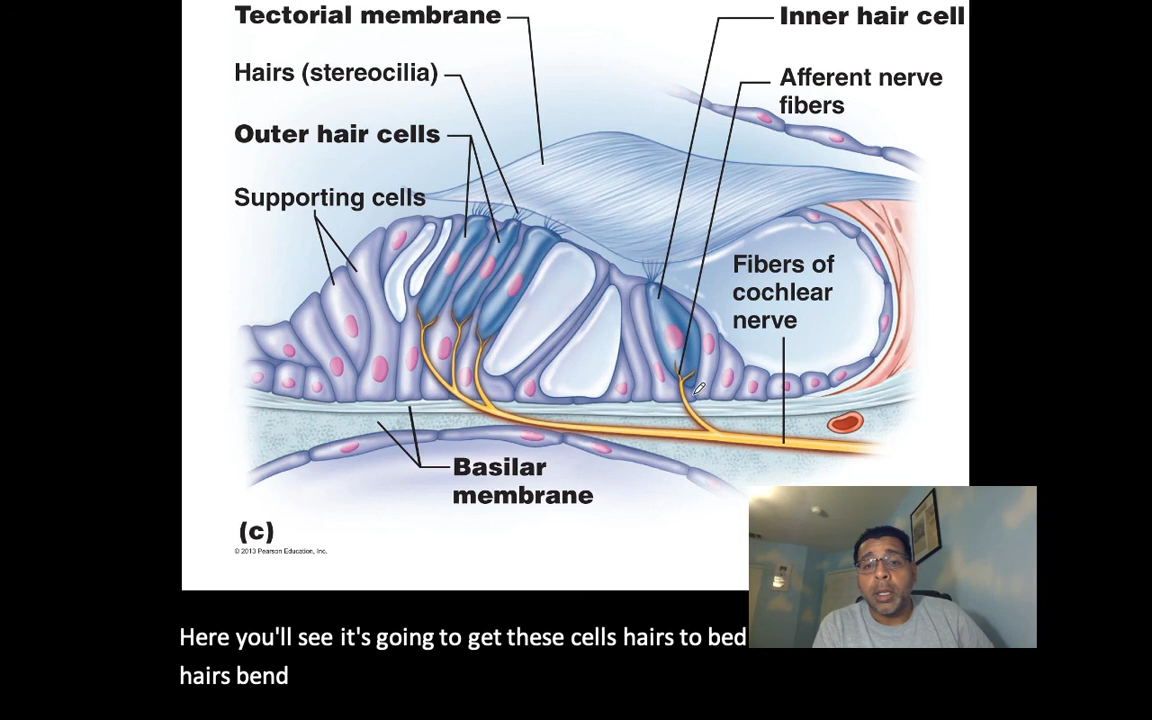 Tectorial membrane
Inner hair cell
Hairs (stereocilia)
Afferent nerve
fibers
Outer hair cells
Supporting cells
Fibers of
cochlear
nerve
Basilar
membrane
(c)
© 2013 Pearson Education, Inc.
Here you'll see it's going to get these cells hairs to bed
hairs bend